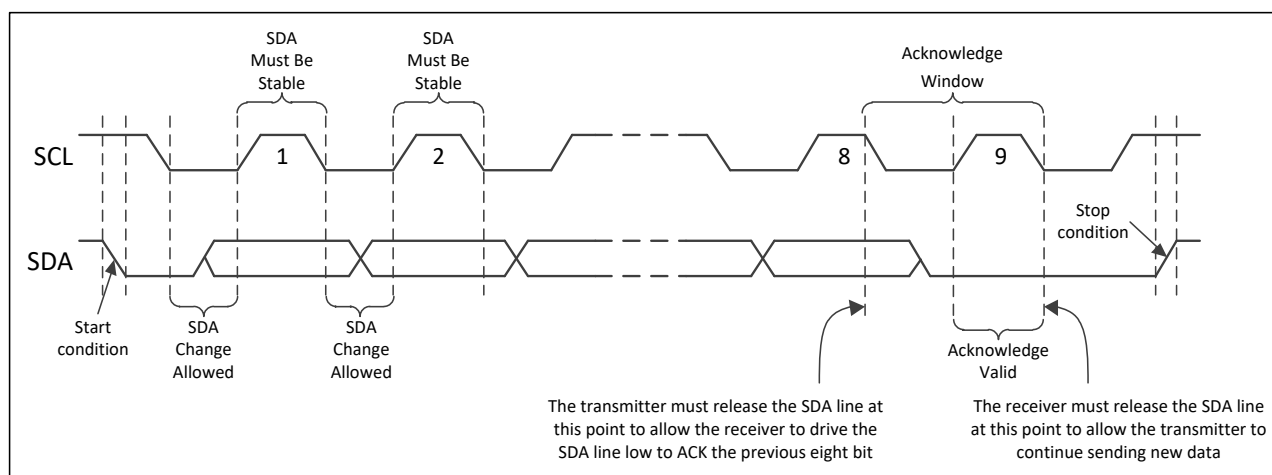 SDA
Must Be
Stable
SDA
Must Be
Stable
Acknowledge
Window
SCL
1
2
8
9
SDA
Stop
condition
Start
condition
SDA
Change
Allowed
SDA
Change
Allowed
Acknowledge
Valid
The transmitter must release the SDA line at
this point to allow the receiver to drive the
SDA line low to ACK the previous eight bit
The receiver must release the SDA line
at this point to allow the transmitter to
continue sending new data